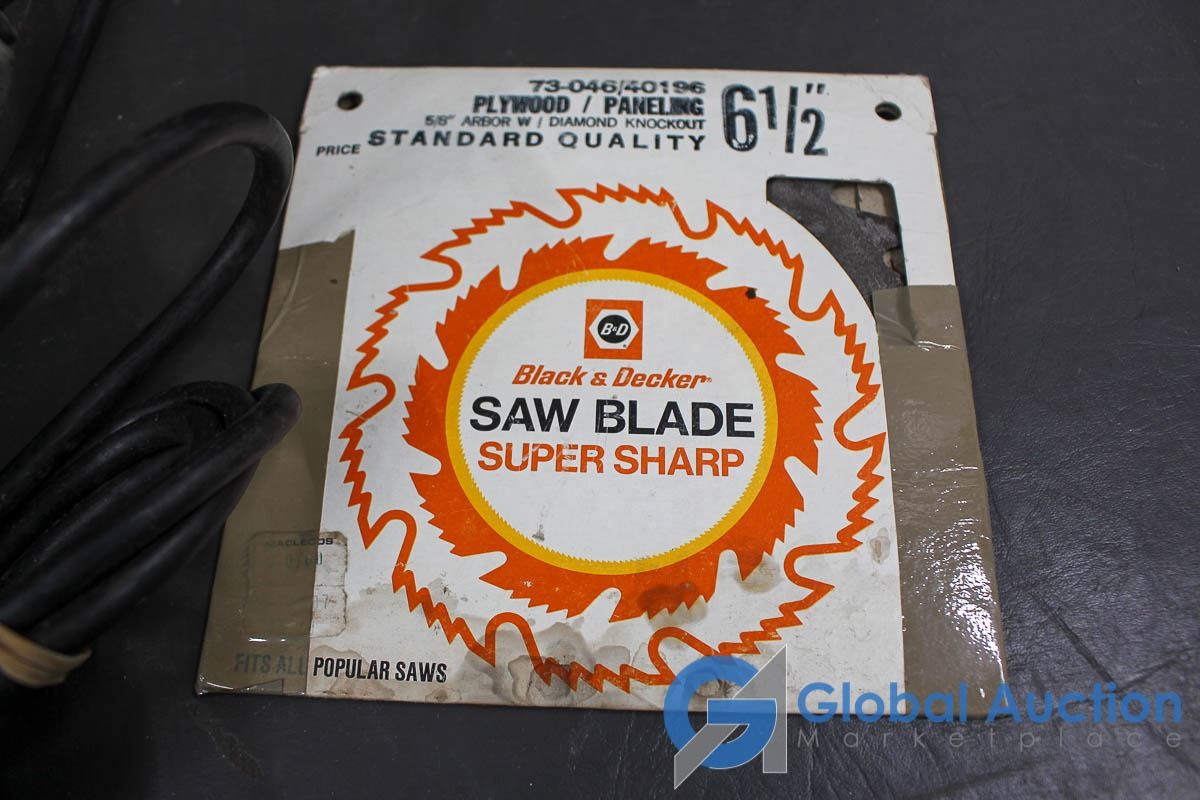 73-046/40196
PLYWOOD / PANELING
5/8" ARBOR W / DIAMOND KNOCKOUT
6 1/2"
PRICE STANDARD QUALITY
B&D
Black & Decker®
SAW BLADE
SUPER SHARP
MACLEODS
FITS ALL POPULAR SAWS
Global Auction
Marketplace